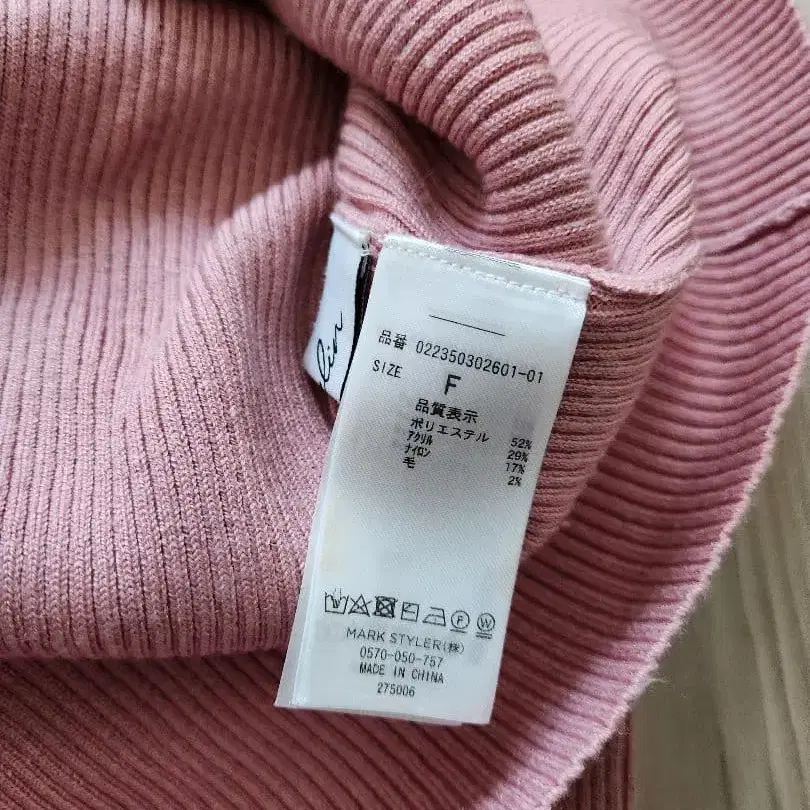 lin
品番 022350302601-01
SIZE F
品質表示
ポリエステル 52%
アクリル 29%
ナイロン 17%
毛 2%
MARK STYLER(株)
0570-050-757
MADE IN CHINA
275006